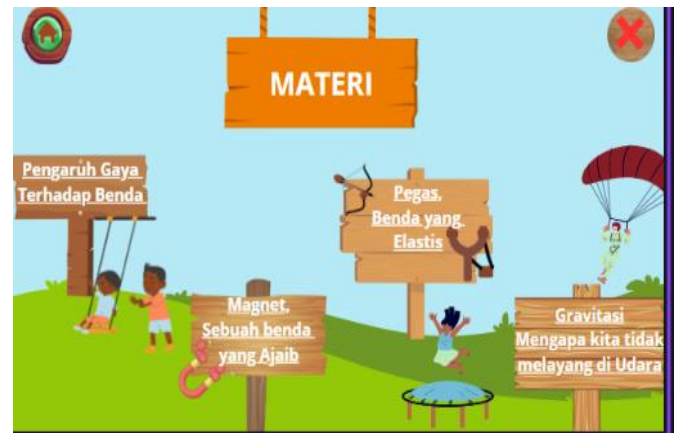 MATERI
Pengaruh Gaya
Terhadap Benda
Pegas,
Benda yang
Elastis
Magnet,
Sebuah benda
yang Ajaib
Gravitasi
Mengapa kita tidak
melayang di Udara